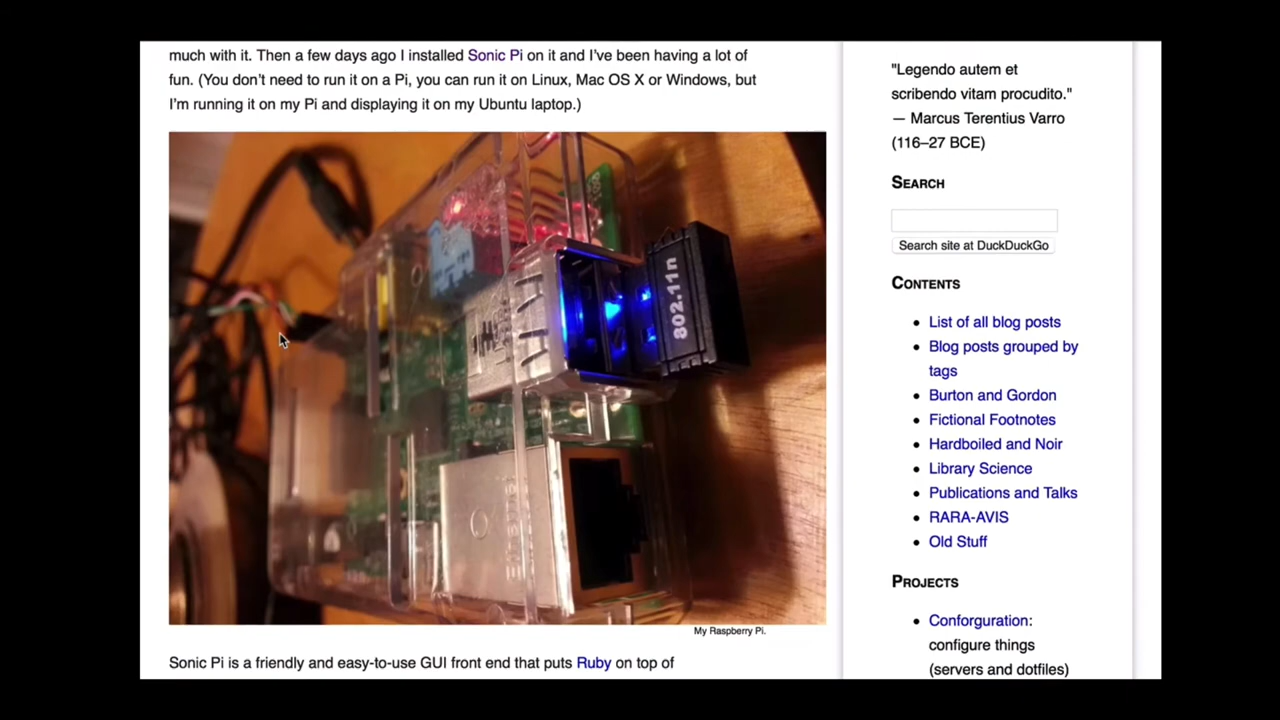 much with it. Then a few days ago I installed Sonic Pi on it and I've been having a lot of
fun. (You don't need to run it on a Pi, you can run it on Linux, Mac OS X or Windows, but
I'm running it on my Pi and displaying it on my Ubuntu laptop.)
802.11n
My Raspberry Pi.
Sonic Pi is a friendly and easy-to-use GUI front end that puts Ruby on top of
"Legendo autem et
scribendo vitam procudito."
— Marcus Terentius Varro
(116–27 BCE)
Search
Search site at DuckDuckGo
Contents
List of all blog posts
Blog posts grouped by
tags
Burton and Gordon
Fictional Footnotes
Hardboiled and Noir
Library Science
Publications and Talks
RARA-AVIS
Old Stuff
Projects
Conforguration:
configure things
(servers and dotfiles)